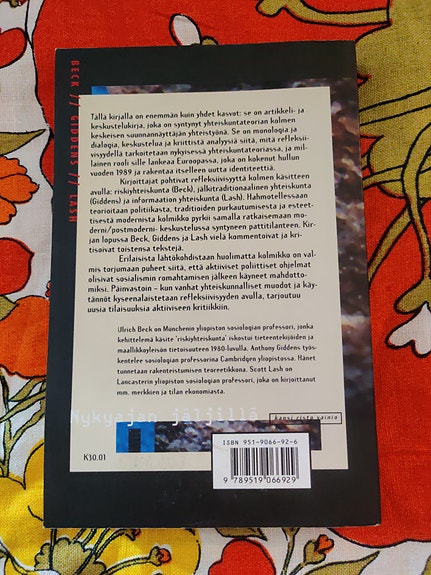 BECK /// GIDDENS /// LASH
Tällä kirjalla on enemmän kuin yhdet kasvot: se on artikkeli- ja
keskustelukirja, joka on syntynyt yhteiskuntateorian kolmen
keskeisen suunnannäyttäjän yhteistyönä. Se on monologia ja
dialogia, keskustelua ja kriittistä analyysia siitä, mitä refleksii-
visyydellä tarkoitetaan nykyisessä yhteiskuntateoriassa, ja mil-
lainen rooli sille lankeaa Euroopassa, joka on kokenut hullun
vuoden 1989 ja rakentaa itselleen uutta identiteettiä.
Kirjoittajat pohtivat refleksiivisyyttä kolmen käsitteen
avulla: riskiyhteiskunta (Beck), jälkitraditionaalinen yhteiskunta
(Giddens) ja information yhteiskunta (Lash). Hahmotellessaan
teorioitaan politiikasta, traditioiden purkautumisesta ja esteet-
tisestä modernista kolmikko pyrkii samalla ratkaisemaan mo-
derni/postmoderni- keskustelussa syntyneen pattitilanteen. Kir-
jan lopussa Beck, Giddens ja Lash vielä kommentoivat ja kri-
tisoivat toistensa tekstejä.
Erilaisista lähtökohdistaan huolimatta kolmikko on val-
mis torjumaan puheet siitä, että aktiiviset poliittiset ohjelmat
olisivat sosialismin romahtamisen jälkeen käyneet mahdotto-
miksi. Päinvastoin - kun vanhat yhteiskunnalliset muodot ja käy-
tännöt kyseenalaistetaan refleksiivisyyden avulla, tarjoutuu
uusia tilaisuuksia aktiiviseen kritiikkiin.
Ulrich Beck on Münchenin yliopiston sosiologian professori, jonka
kehittelemä käsite 'riskiyhteiskunta' iskostui tieteentekijöiden ja
maallikkoyleisön tietoisuuteen 1980-luvulla. Anthony Giddens työs-
kentelee sosiologian professorina Cambridgen yliopistossa. Hänet
tunnetaan rakenteistumisen teoreetikkona. Scott Lash on
Lancasterin yliopiston sosiologian professori, joka on kirjoittanut
mm. merkkien ja tilan ekonomiasta.
Nykyajan jäljillä
kansi risto vainio
K30.01
ISBN 951-9066-92-6
9 789519 066929